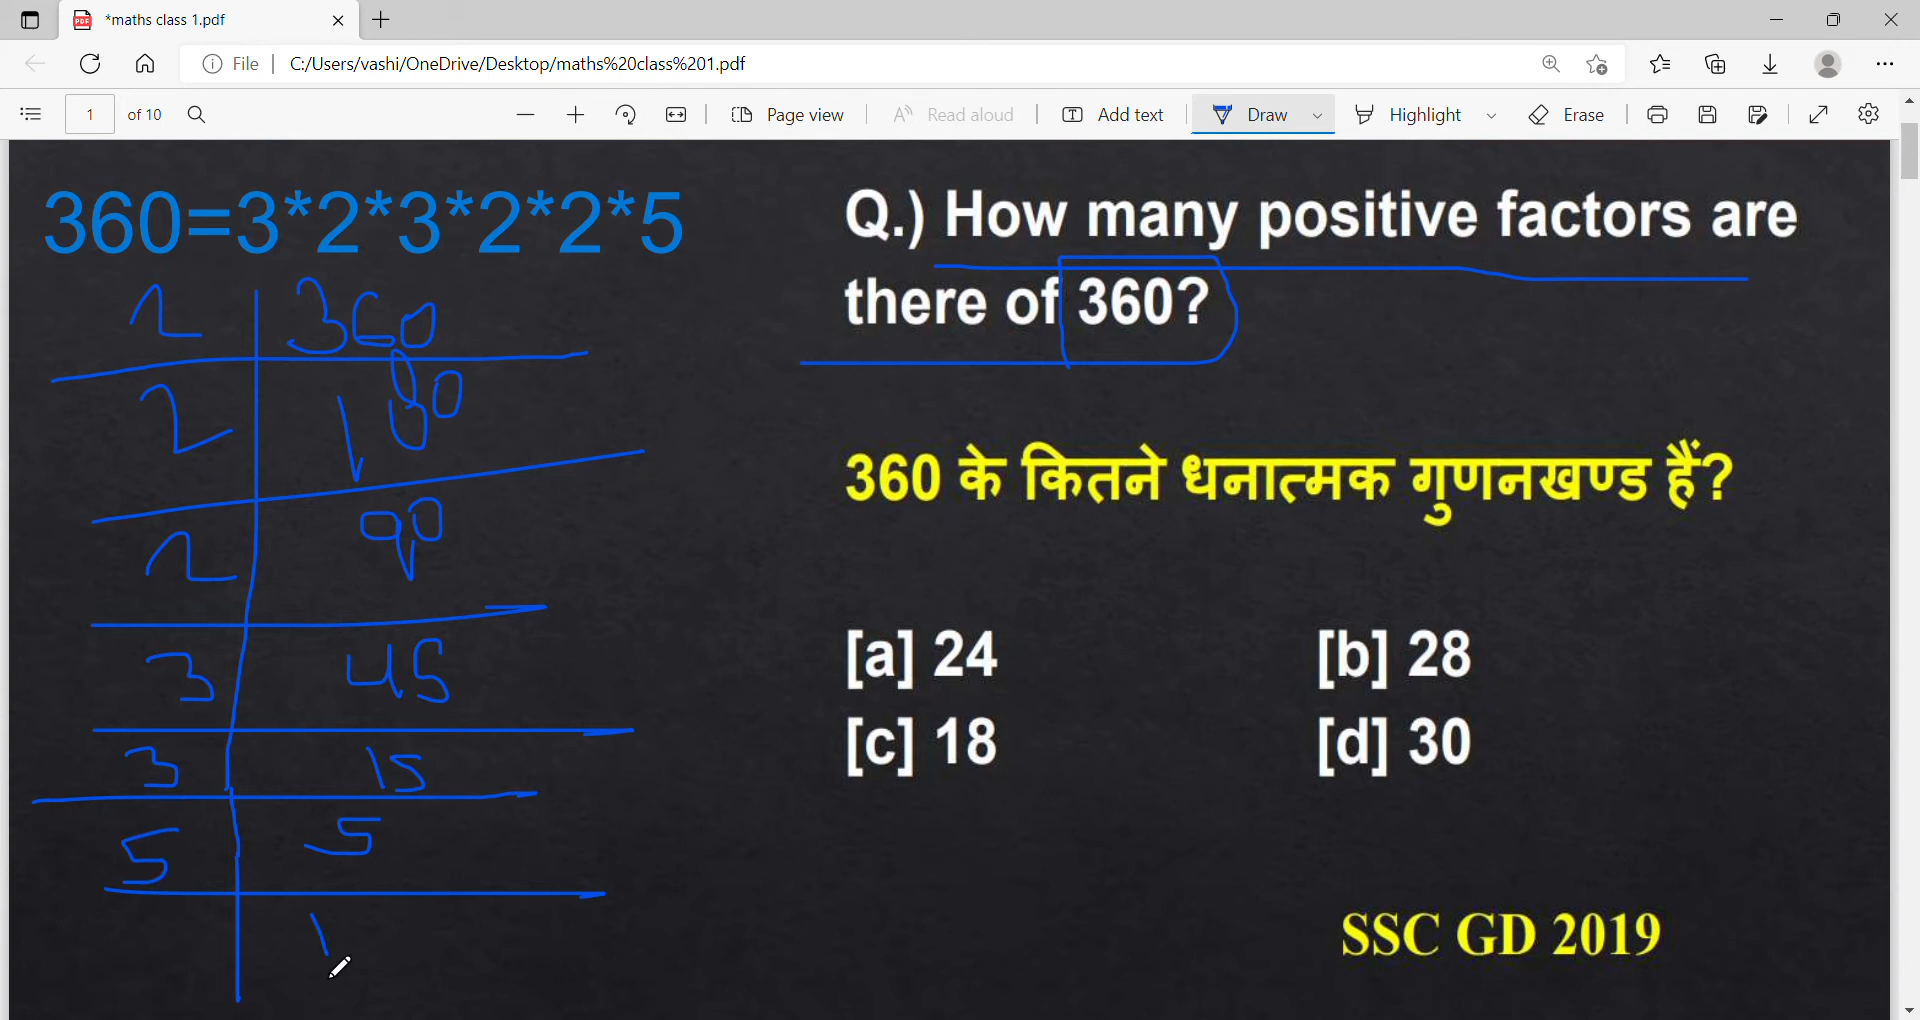 *maths class 1.pdf
File C:/Users/vashi/OneDrive/Desktop/maths%20class%201.pdf
1 of 10 Page view Read aloud Add text Draw Highlight Erase
360=3*2*3*2*2*5
2 360
2 180
2 90
3 45
3 15
5 5
1
Q.) How many positive factors are
there of 360?
360 के कितने धनात्मक गुणनखण्ड हैं?
[a] 24 [b] 28
[c] 18 [d] 30
SSC GD 2019